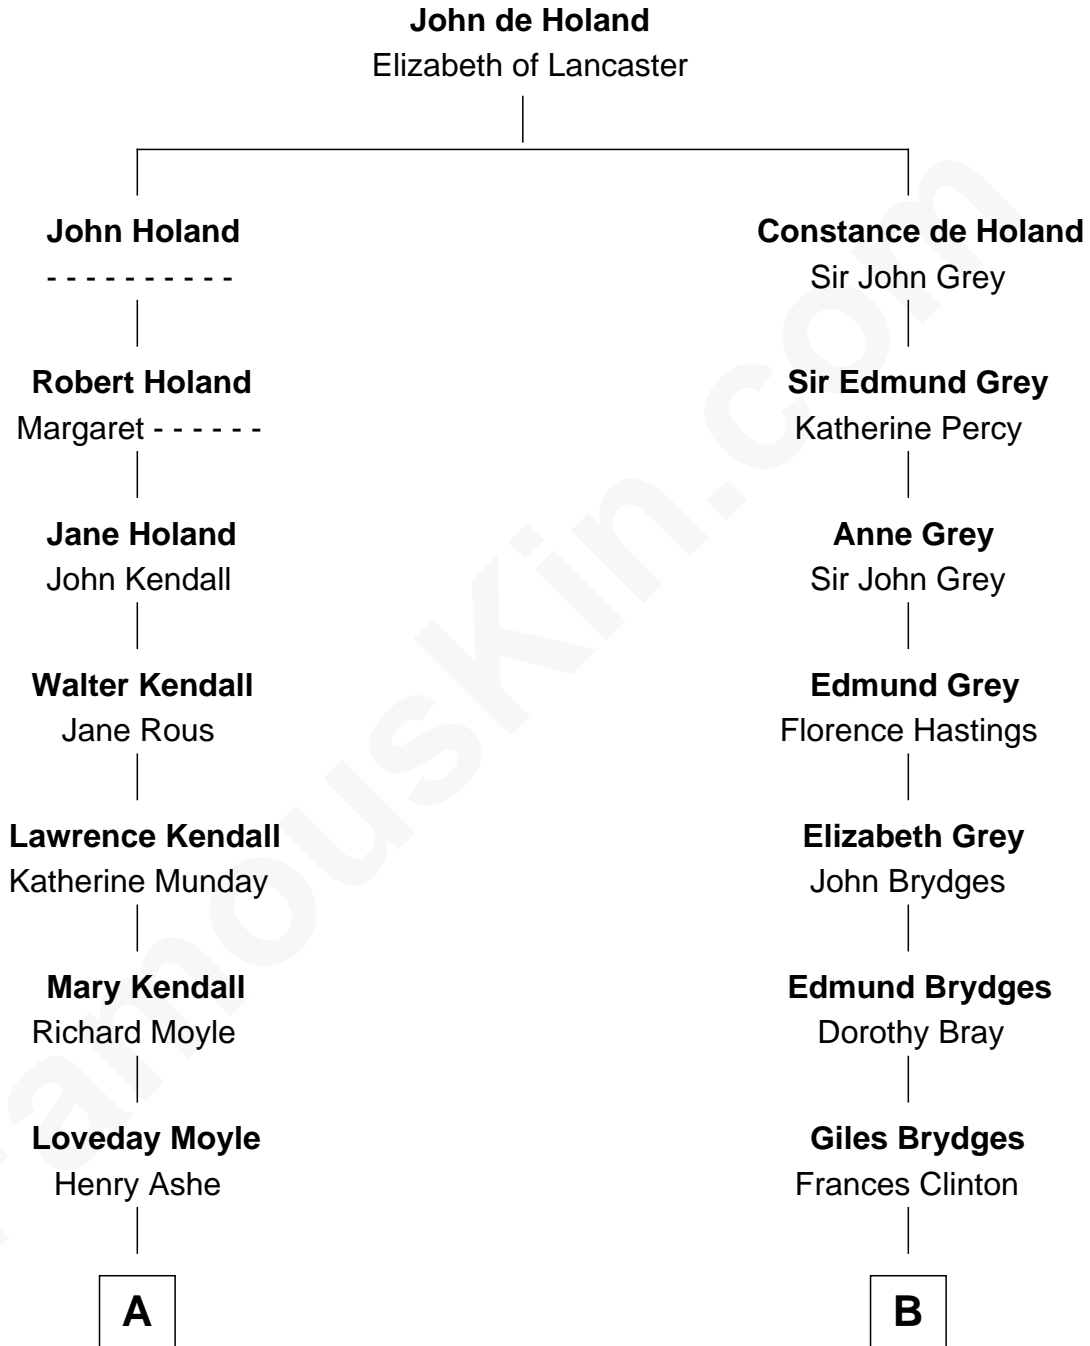 John de Holand
Elizabeth of Lancaster
John Holand
- - - - - - - - - -
Constance de Holand
Sir John Grey
Robert Holand
Margaret - - - - - -
Sir Edmund Grey
Katherine Percy
Jane Holand
John Kendall
Anne Grey
Sir John Grey
Walter Kendall
Jane Rous
Edmund Grey
Florence Hastings
Lawrence Kendall
Katherine Munday
Elizabeth Grey
John Brydges
Mary Kendall
Richard Moyle
Edmund Brydges
Dorothy Bray
Loveday Moyle
Henry Ashe
Giles Brydges
Frances Clinton
A
B
FamousKin.com